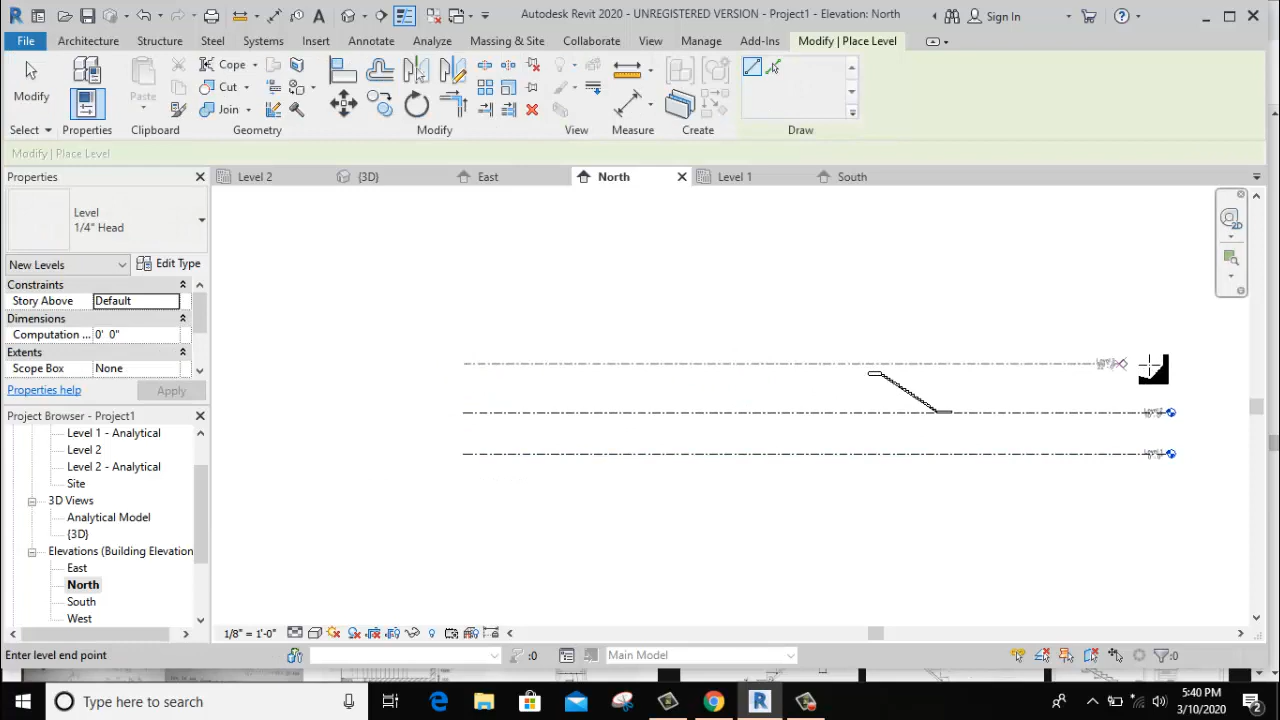 Autodesk Revit 2020 - UNREGISTERED VERSION - Project1 - Elevation: North
Sign In
File
Architecture
Structure
Steel
Systems
Insert
Annotate
Analyze
Massing & Site
Collaborate
View
Manage
Add-Ins
Modify | Place Level
Modify
Paste
Cope
Cut
Join
Select
Properties
Clipboard
Geometry
Modify
View
Measure
Create
Draw
Modify | Place Level
Properties
Level 2
{3D}
East
North
Level 1
South
Level
1/4" Head
New Levels
Edit Type
Constraints
Story Above
Default
Dimensions
Computation ...
0' 0"
Extents
Scope Box
None
Properties help
Apply
Project Browser - Project1
Level 1 - Analytical
Level 2
Level 2 - Analytical
Site
3D Views
Analytical Model
{3D}
Elevations (Building Elevation
East
North
South
West
2D
1/8" = 1'-0"
Enter level end point
:0
Main Model
:0
Type here to search
5:40 PM
3/10/2020
2